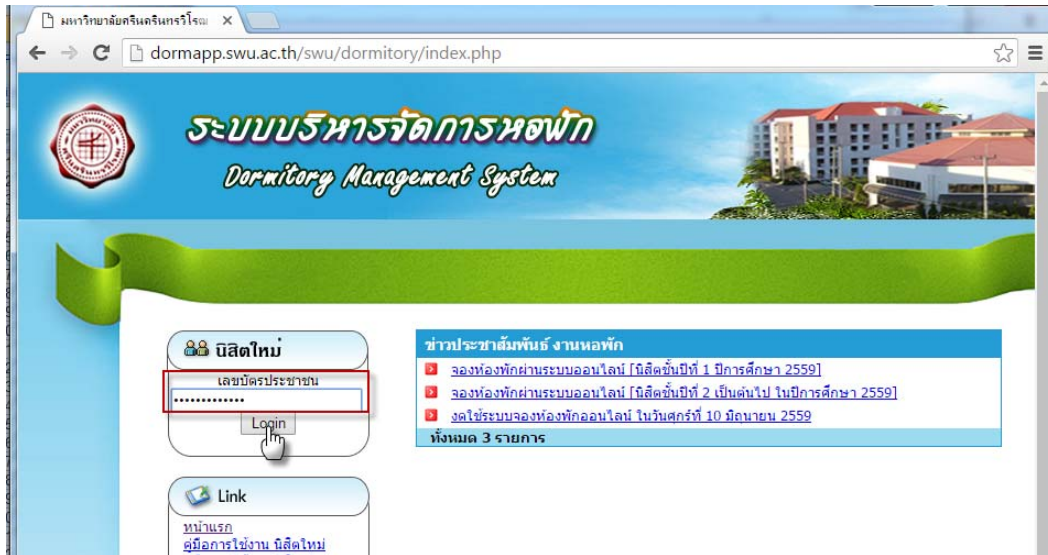 มหาวิทยาลัยศรีนครินทรวิโรฒ
dormapp.swu.ac.th/swu/dormitory/index.php
ระบบบริหารจัดการหอพัก
Dormitory Management System
นิสิตใหม่
เลขบัตรประชาชน
•••••••••••••
Login
Link
หน้าแรก
คู่มือการใช้งาน นิสิตใหม่
ข่าวประชาสัมพันธ์ งานหอพัก
จองห้องพักผ่านระบบออนไลน์ [นิสิตชั้นปีที่ 1 ปีการศึกษา 2559]
จองห้องพักผ่านระบบออนไลน์ [นิสิตชั้นปีที่ 2 เป็นต้นไป ในปีการศึกษา 2559]
งดใช้ระบบจองห้องพักออนไลน์ ในวันศุกร์ที่ 10 มิถุนายน 2559
ทั้งหมด 3 รายการ